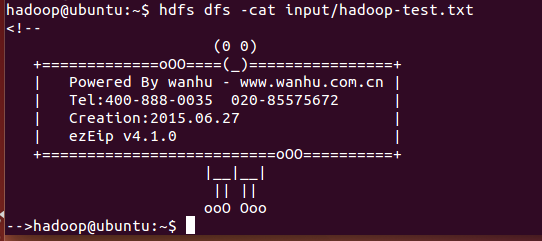 hadoop@ubuntu:~$ hdfs dfs -cat input/hadoop-test.txt
<!--
                         (0 0)
   +=============oOO====(_)================+
   |   Powered By wanhu - www.wanhu.com.cn |
   |   Tel:400-888-0035  020-85575672      |
   |   Creation:2015.06.27                 |
   |   ezEip v4.1.0                        |
   +==========================oOO==========+
                      |__|__|
                       || ||
                      ooO Ooo
-->hadoop@ubuntu:~$